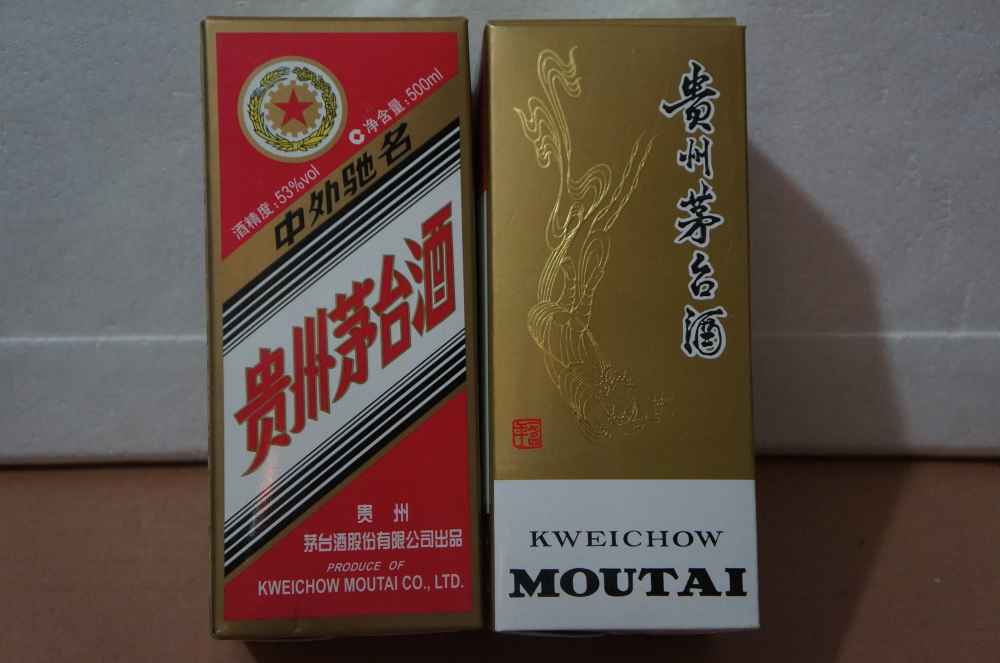 净含量:500ml
酒精度:53%vol
中外驰名
贵州茅台酒
贵州
茅台酒股份有限公司出品
PRODUCE OF
KWEICHOW MOUTAI CO., LTD.
貴州茅台酒
KWEICHOW
MOUTAI